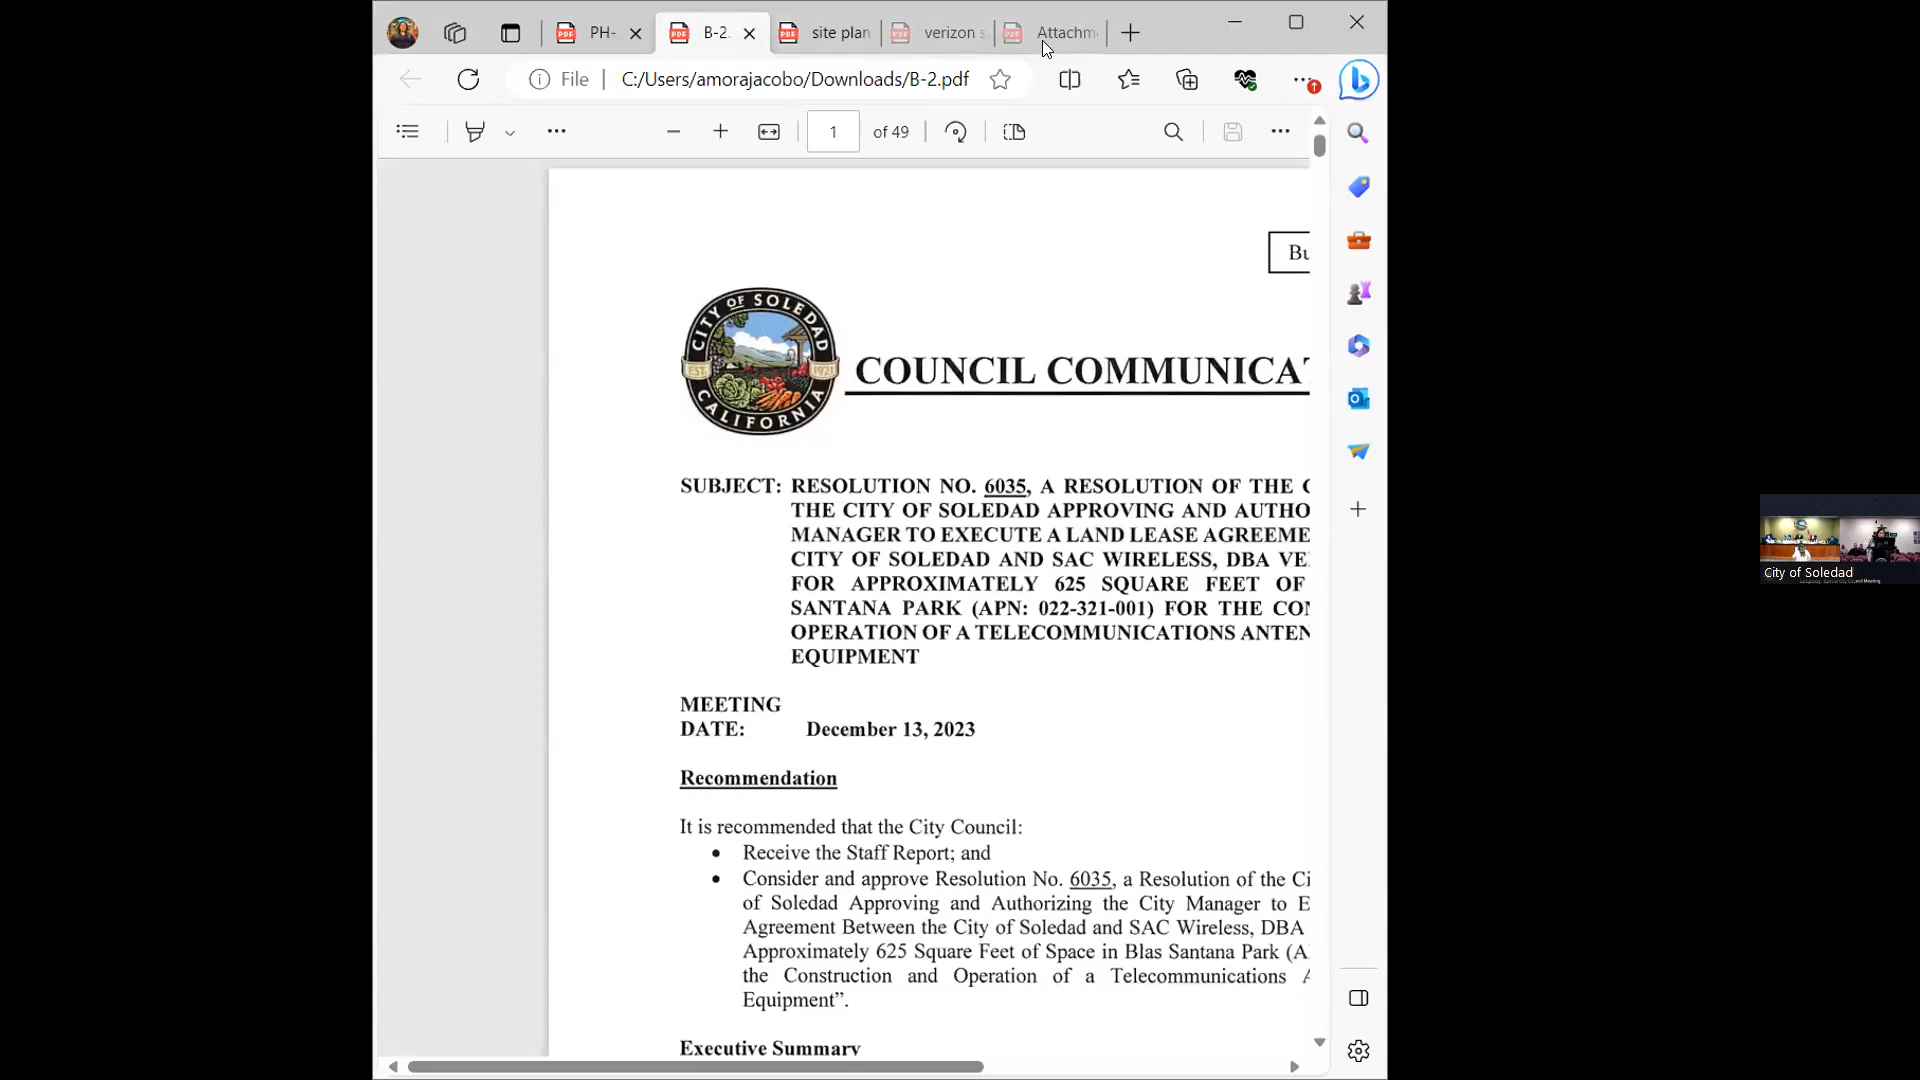 PH-
B-2.
site plan
verizon s
Attachm
File
C:/Users/amorajacobo/Downloads/B-2.pdf
1
of 49
Bu
CITY OF SOLEDAD
EST. 1921
CALIFORNIA
COUNCIL COMMUNICAT
SUBJECT: RESOLUTION NO. 6035, A RESOLUTION OF THE C
THE CITY OF SOLEDAD APPROVING AND AUTHO
MANAGER TO EXECUTE A LAND LEASE AGREEME
CITY OF SOLEDAD AND SAC WIRELESS, DBA VE
FOR APPROXIMATELY 625 SQUARE FEET OF
SANTANA PARK (APN: 022-321-001) FOR THE CON
OPERATION OF A TELECOMMUNICATIONS ANTEN
EQUIPMENT
MEETING
DATE: December 13, 2023
Recommendation
It is recommended that the City Council:
• Receive the Staff Report; and
• Consider and approve Resolution No. 6035, a Resolution of the Ci
of Soledad Approving and Authorizing the City Manager to E
Agreement Between the City of Soledad and SAC Wireless, DBA
Approximately 625 Square Feet of Space in Blas Santana Park (A
the Construction and Operation of a Telecommunications A
Equipment”.
Executive Summary
City of Soledad